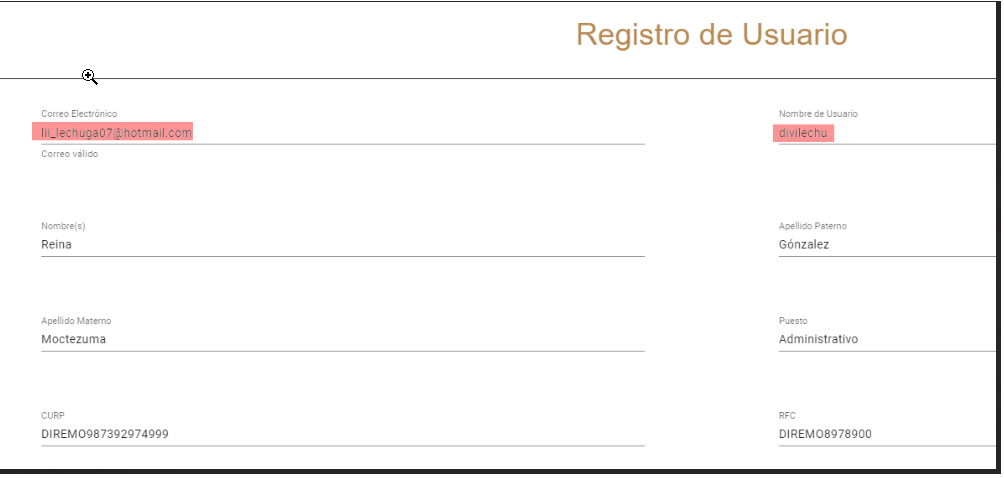 Registro de Usuario
Correo Electrónico
lii_lechuga07@hotmail.com
Correo válido
Nombre de Usuario
divilechu
Nombre(s)
Reina
Apellido Paterno
Gónzalez
Apellido Materno
Moctezuma
Puesto
Administrativo
CURP
DIREMO987392974999
RFC
DIREMO8978900